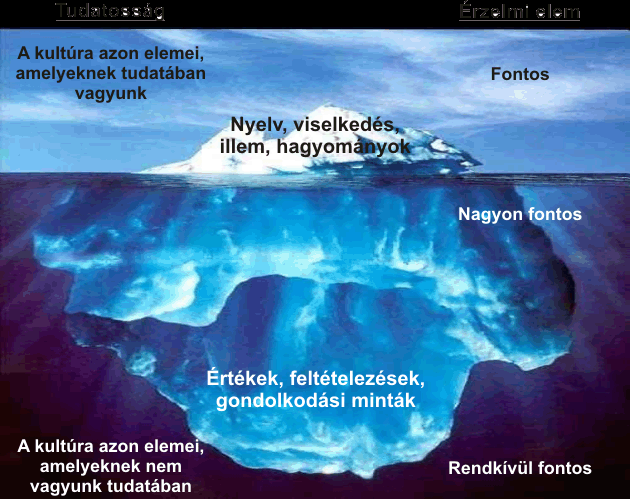 Tudatosság
Érzelmi elem
A kultúra azon elemei,
amelyeknek tudatában
vagyunk
Fontos
Nyelv, viselkedés,
illem, hagyományok
Nagyon fontos
Értékek, feltételezések,
gondolkodási minták
A kultúra azon elemei,
amelyeknek nem
vagyunk tudatában
Rendkívül fontos